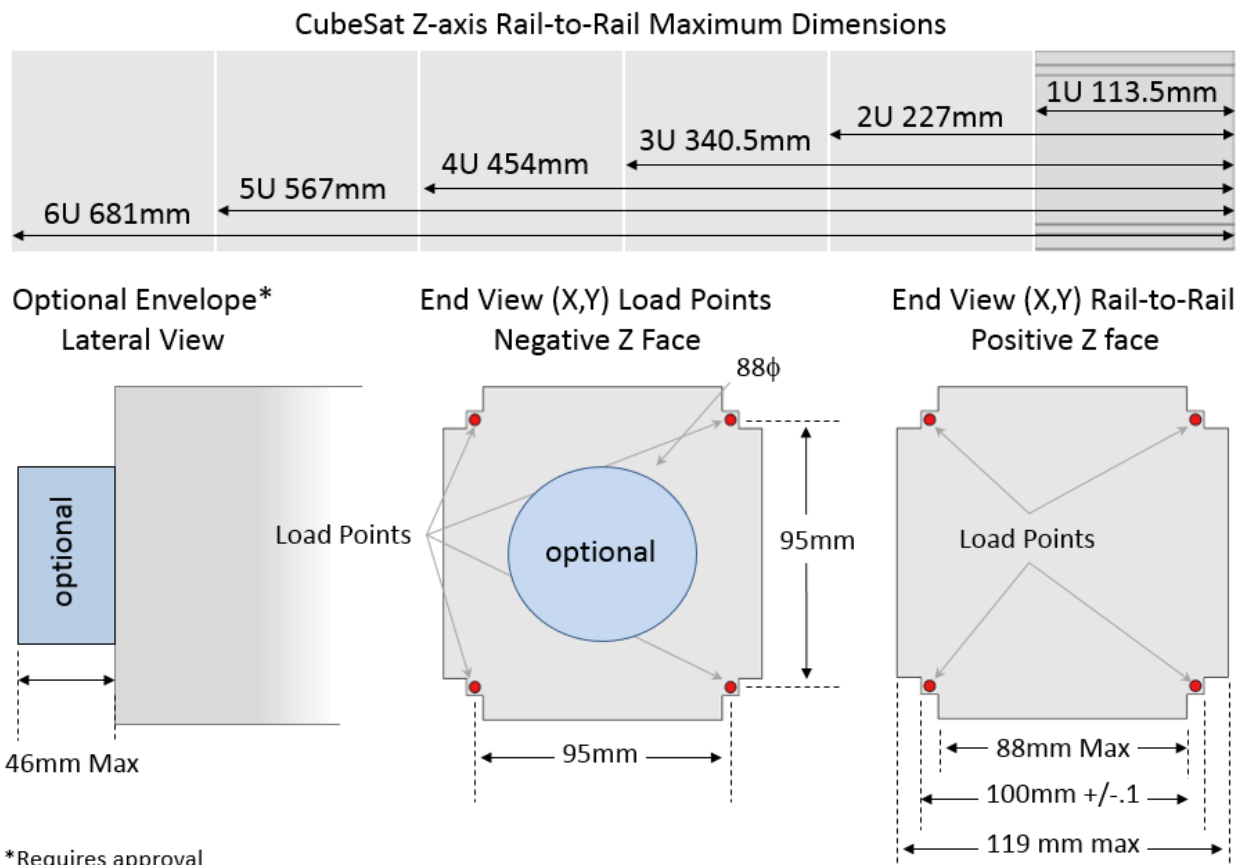 CubeSat Z-axis Rail-to-Rail Maximum Dimensions
1U 113.5mm
2U 227mm
3U 340.5mm
4U 454mm
5U 567mm
6U 681mm
Optional Envelope*
Lateral View
optional
46mm Max
*Requires approval
End View (X,Y) Load Points
Negative Z Face
88ϕ
Load Points
optional
95mm
95mm
End View (X,Y) Rail-to-Rail
Positive Z face
Load Points
88mm Max
100mm +/-.1
119 mm max